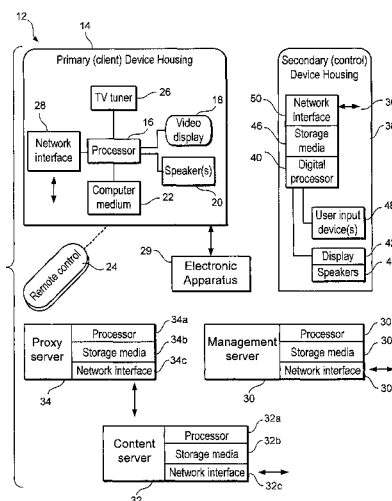 12
14
Primary (client) Device Housing
TV tuner
26
28
16
18
Video display
Network interface
Processor
Speaker(s)
20
Computer medium
22
Remote control
24
29
Electronic Apparatus
Secondary (control) Device Housing
50
Network interface
46
Storage media
40
Digital processor
User input device(s)
Display
Speakers
34a
Proxy server
Processor
34b
Storage media
34c
Network interface
34
Management server
Processor
30
Storage media
30
Network interface
30
30
32a
Content server
Processor
32b
Storage media
Network interface
32
32c